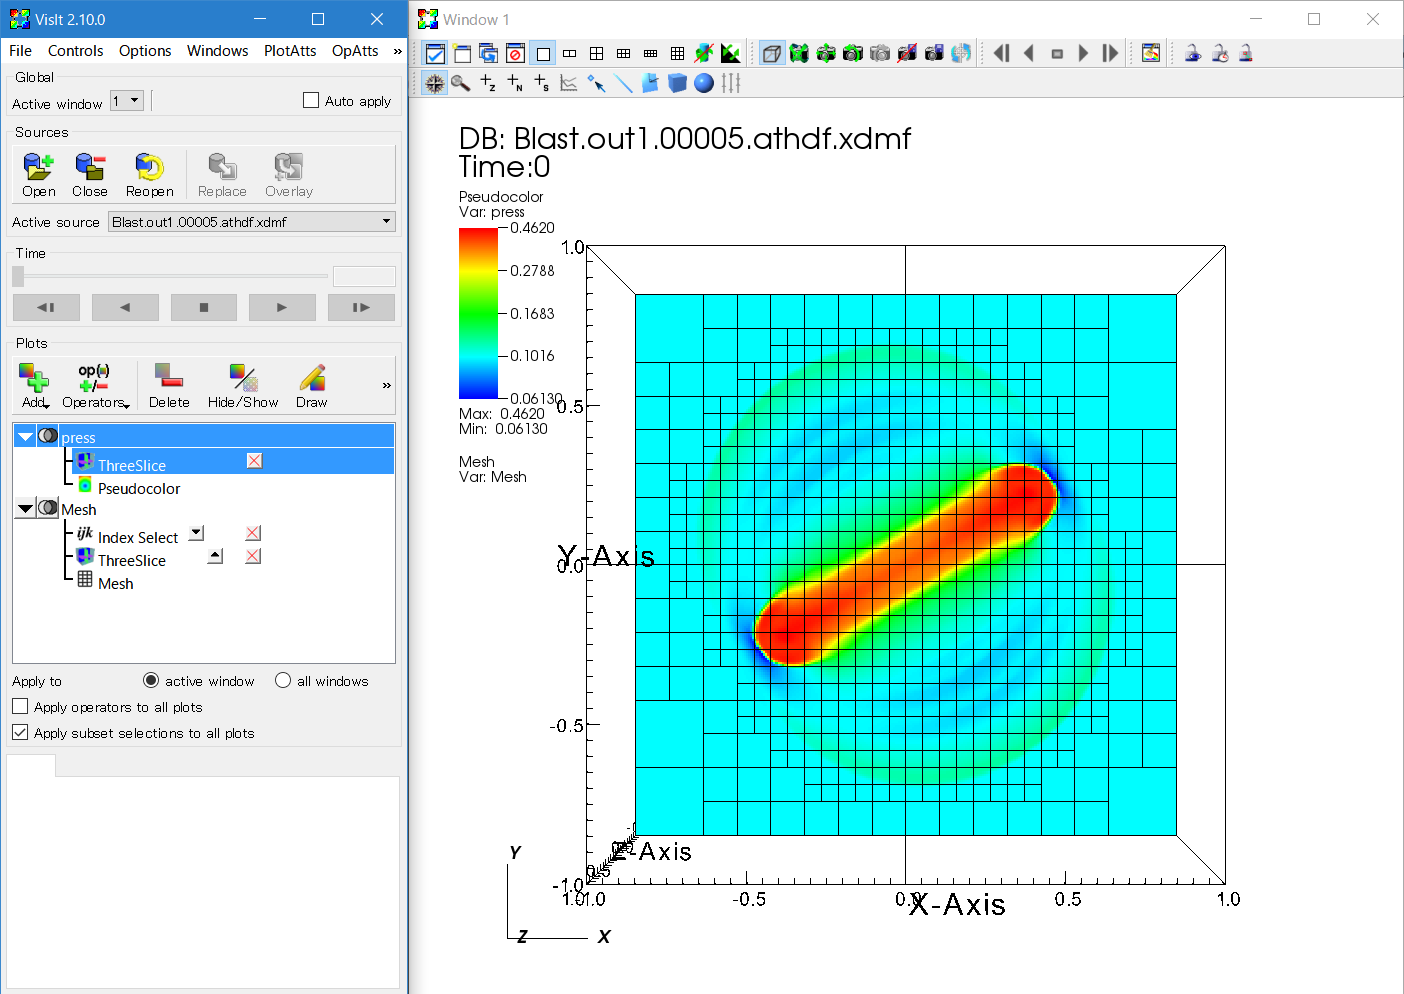 VisIt 2.10.0
File Controls Options Windows PlotAtts OpAtts »
Global
Active window 1 Auto apply
Sources
Open Close Reopen Replace Overlay
Active source Blast.out1.00005.athdf.xdmf
Time
Plots
op(·)
+/−
Add Operators Delete Hide/Show Draw »
press
ThreeSlice
Pseudocolor
Mesh
ijk Index Select
ThreeSlice
Mesh
Apply to active window all windows
Apply operators to all plots
Apply subset selections to all plots
Window 1
+z +N +s
DB: Blast.out1.00005.athdf.xdmf
Time:0
Pseudocolor
Var: press
0.4620
0.2788
0.1683
0.1016
0.06130
Max: 0.4620
Min: 0.06130
Mesh
Var: Mesh
1.0
0.5
Y-Axis
0.0
-0.5
-1.0
Z-Axis
0.5
1.0
-1.0 -0.5 0.0 0.5 1.0
X-Axis
Y
Z X